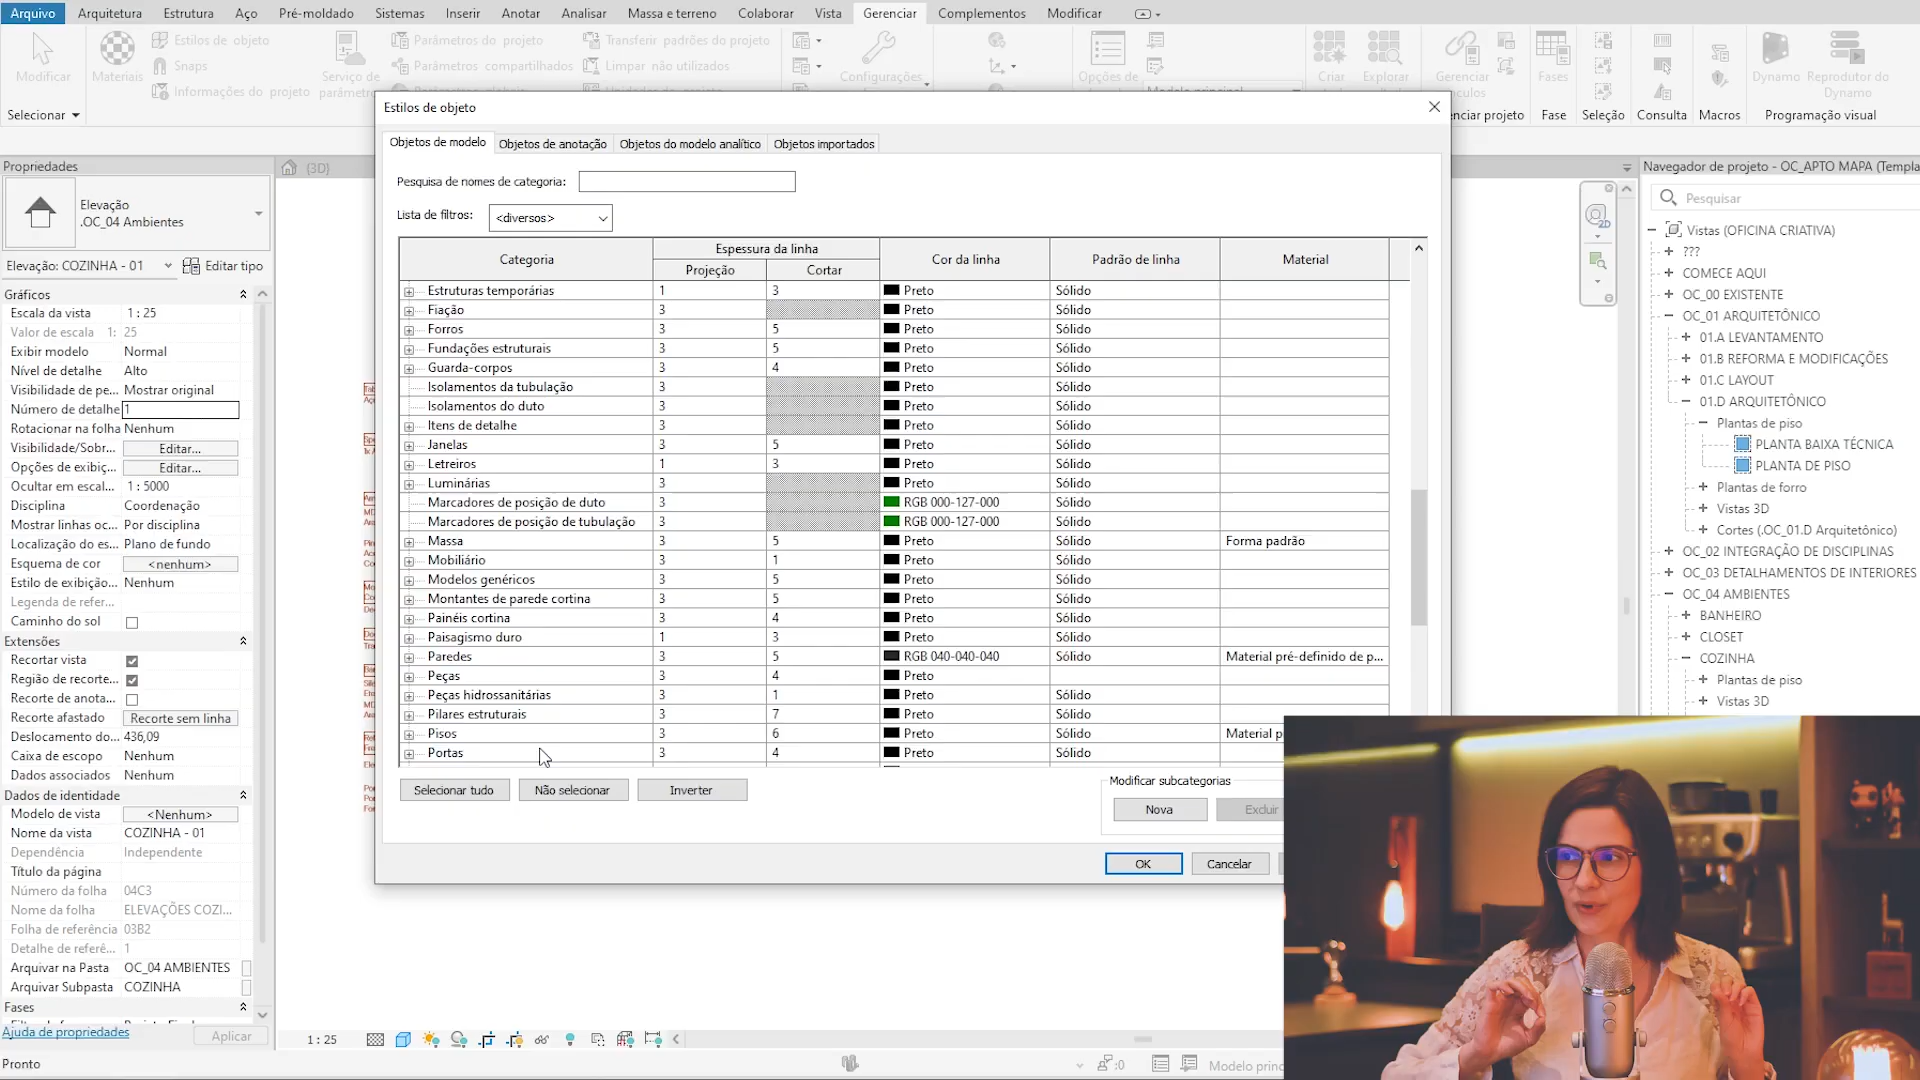 Arquivo Arquitetura Estrutura Aço Pré-moldado Sistemas Inserir Anotar Analisar Massa e terreno Colaborar Vista Gerenciar Complementos Modificar
Modificar
Materiais
Estilos de objeto
Snaps
Informações do projeto
Serviço de
Parâmetros do projeto
Parâmetros compartilhados
Transferir padrões do projeto
Limpar não utilizados
Configurações
Opções de
Modelo principal
Criar Explorar
Gerenciar
Fases
Dynamo Reprodutor do
Dynamo
Selecionar
Fase Seleção Consulta Macros Programação visual
Propriedades
Elevação
.OC_04 Ambientes
Elevação: COZINHA - 01 Editar tipo
Gráficos
Escala da vista 1 : 25
Valor de escala 1: 25
Exibir modelo Normal
Nível de detalhe Alto
Visibilidade de pe... Mostrar original
Número de detalhe 1
Rotacionar na folha Nenhum
Visibilidade/Sobr... Editar...
Opções de exibiç... Editar...
Ocultar em escal... 1 : 5000
Disciplina Coordenação
Mostrar linhas oc... Por disciplina
Localização do es... Plano de fundo
Esquema de cor <nenhum>
Estilo de exibição... Nenhum
Legenda de refer...
Caminho do sol
Extensões
Recortar vista
Região de recorte...
Recorte de anota...
Recorte afastado Recorte sem linha
Deslocamento do... 436,09
Caixa de escopo Nenhum
Dados associados Nenhum
Dados de identidade
Modelo de vista <Nenhum>
Nome da vista COZINHA - 01
Dependência Independente
Título da página
Número da folha 04C3
Nome da folha ELEVAÇÕES COZI...
Folha de referência 03B2
Detalhe de referê... 1
Arquivar na Pasta OC_04 AMBIENTES
Arquivar Subpasta COZINHA
Fases
Ajuda de propriedades Aplicar
Pronto
{3D}
Estilos de objeto
Objetos de modelo Objetos de anotação Objetos do modelo analítico Objetos importados
Pesquisa de nomes de categoria:
Lista de filtros: <diversos>
Categoria Espessura da linha Cor da linha Padrão de linha Material
Projeção Cortar
Estruturas temporárias 1 3 Preto Sólido
Fiação 3 Preto Sólido
Forros 3 5 Preto Sólido
Fundações estruturais 3 5 Preto Sólido
Guarda-corpos 3 4 Preto Sólido
Isolamentos da tubulação 3 Preto Sólido
Isolamentos do duto 3 Preto Sólido
Itens de detalhe 3 Preto Sólido
Janelas 3 5 Preto Sólido
Letreiros 1 3 Preto Sólido
Luminárias 3 Preto Sólido
Marcadores de posição de duto 3 RGB 000-127-000 Sólido
Marcadores de posição de tubulação 3 RGB 000-127-000 Sólido
Massa 3 5 Preto Sólido Forma padrão
Mobiliário 3 1 Preto Sólido
Modelos genéricos 3 5 Preto Sólido
Montantes de parede cortina 3 5 Preto Sólido
Painéis cortina 3 4 Preto Sólido
Paisagismo duro 1 3 Preto Sólido
Paredes 3 5 RGB 040-040-040 Sólido Material pré-definido de p...
Peças 3 4 Preto
Peças hidrossanitárias 3 1 Preto Sólido
Pilares estruturais 3 7 Preto Sólido
Pisos 3 6 Preto Sólido Material p
Portas 3 4 Preto Sólido
Selecionar tudo Não selecionar Inverter
Modificar subcategorias
Nova Excluir
OK Cancelar
1 : 25
:0
Navegador de projeto - OC_APTO MAPA (Templa
Pesquisar
Vistas (OFICINA CRIATIVA)
???
COMECE AQUI
OC_00 EXISTENTE
OC_01 ARQUITETÔNICO
01.A LEVANTAMENTO
01.B REFORMA E MODIFICAÇÕES
01.C LAYOUT
01.D ARQUITETÔNICO
Plantas de piso
PLANTA BAIXA TÉCNICA
PLANTA DE PISO
Plantas de forro
Vistas 3D
Cortes (.OC_01.D Arquitetônico)
OC_02 INTEGRAÇÃO DE DISCIPLINAS
OC_03 DETALHAMENTOS DE INTERIORES
OC_04 AMBIENTES
BANHEIRO
CLOSET
COZINHA
Plantas de piso
Vistas 3D